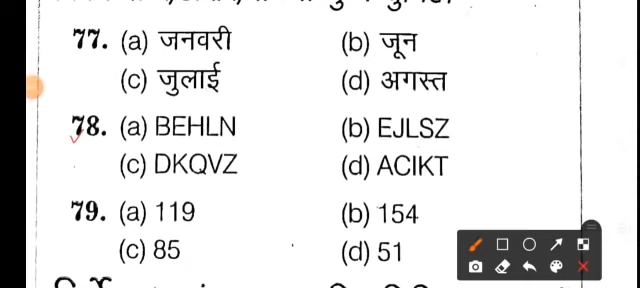 77. (a) जनवरी (b) जून
(c) जुलाई (d) अगस्त
78. (a) BEHLN (b) EJLSZ
(c) DKQVZ (d) ACIKT
79. (a) 119 (b) 154
(c) 85 (d) 51